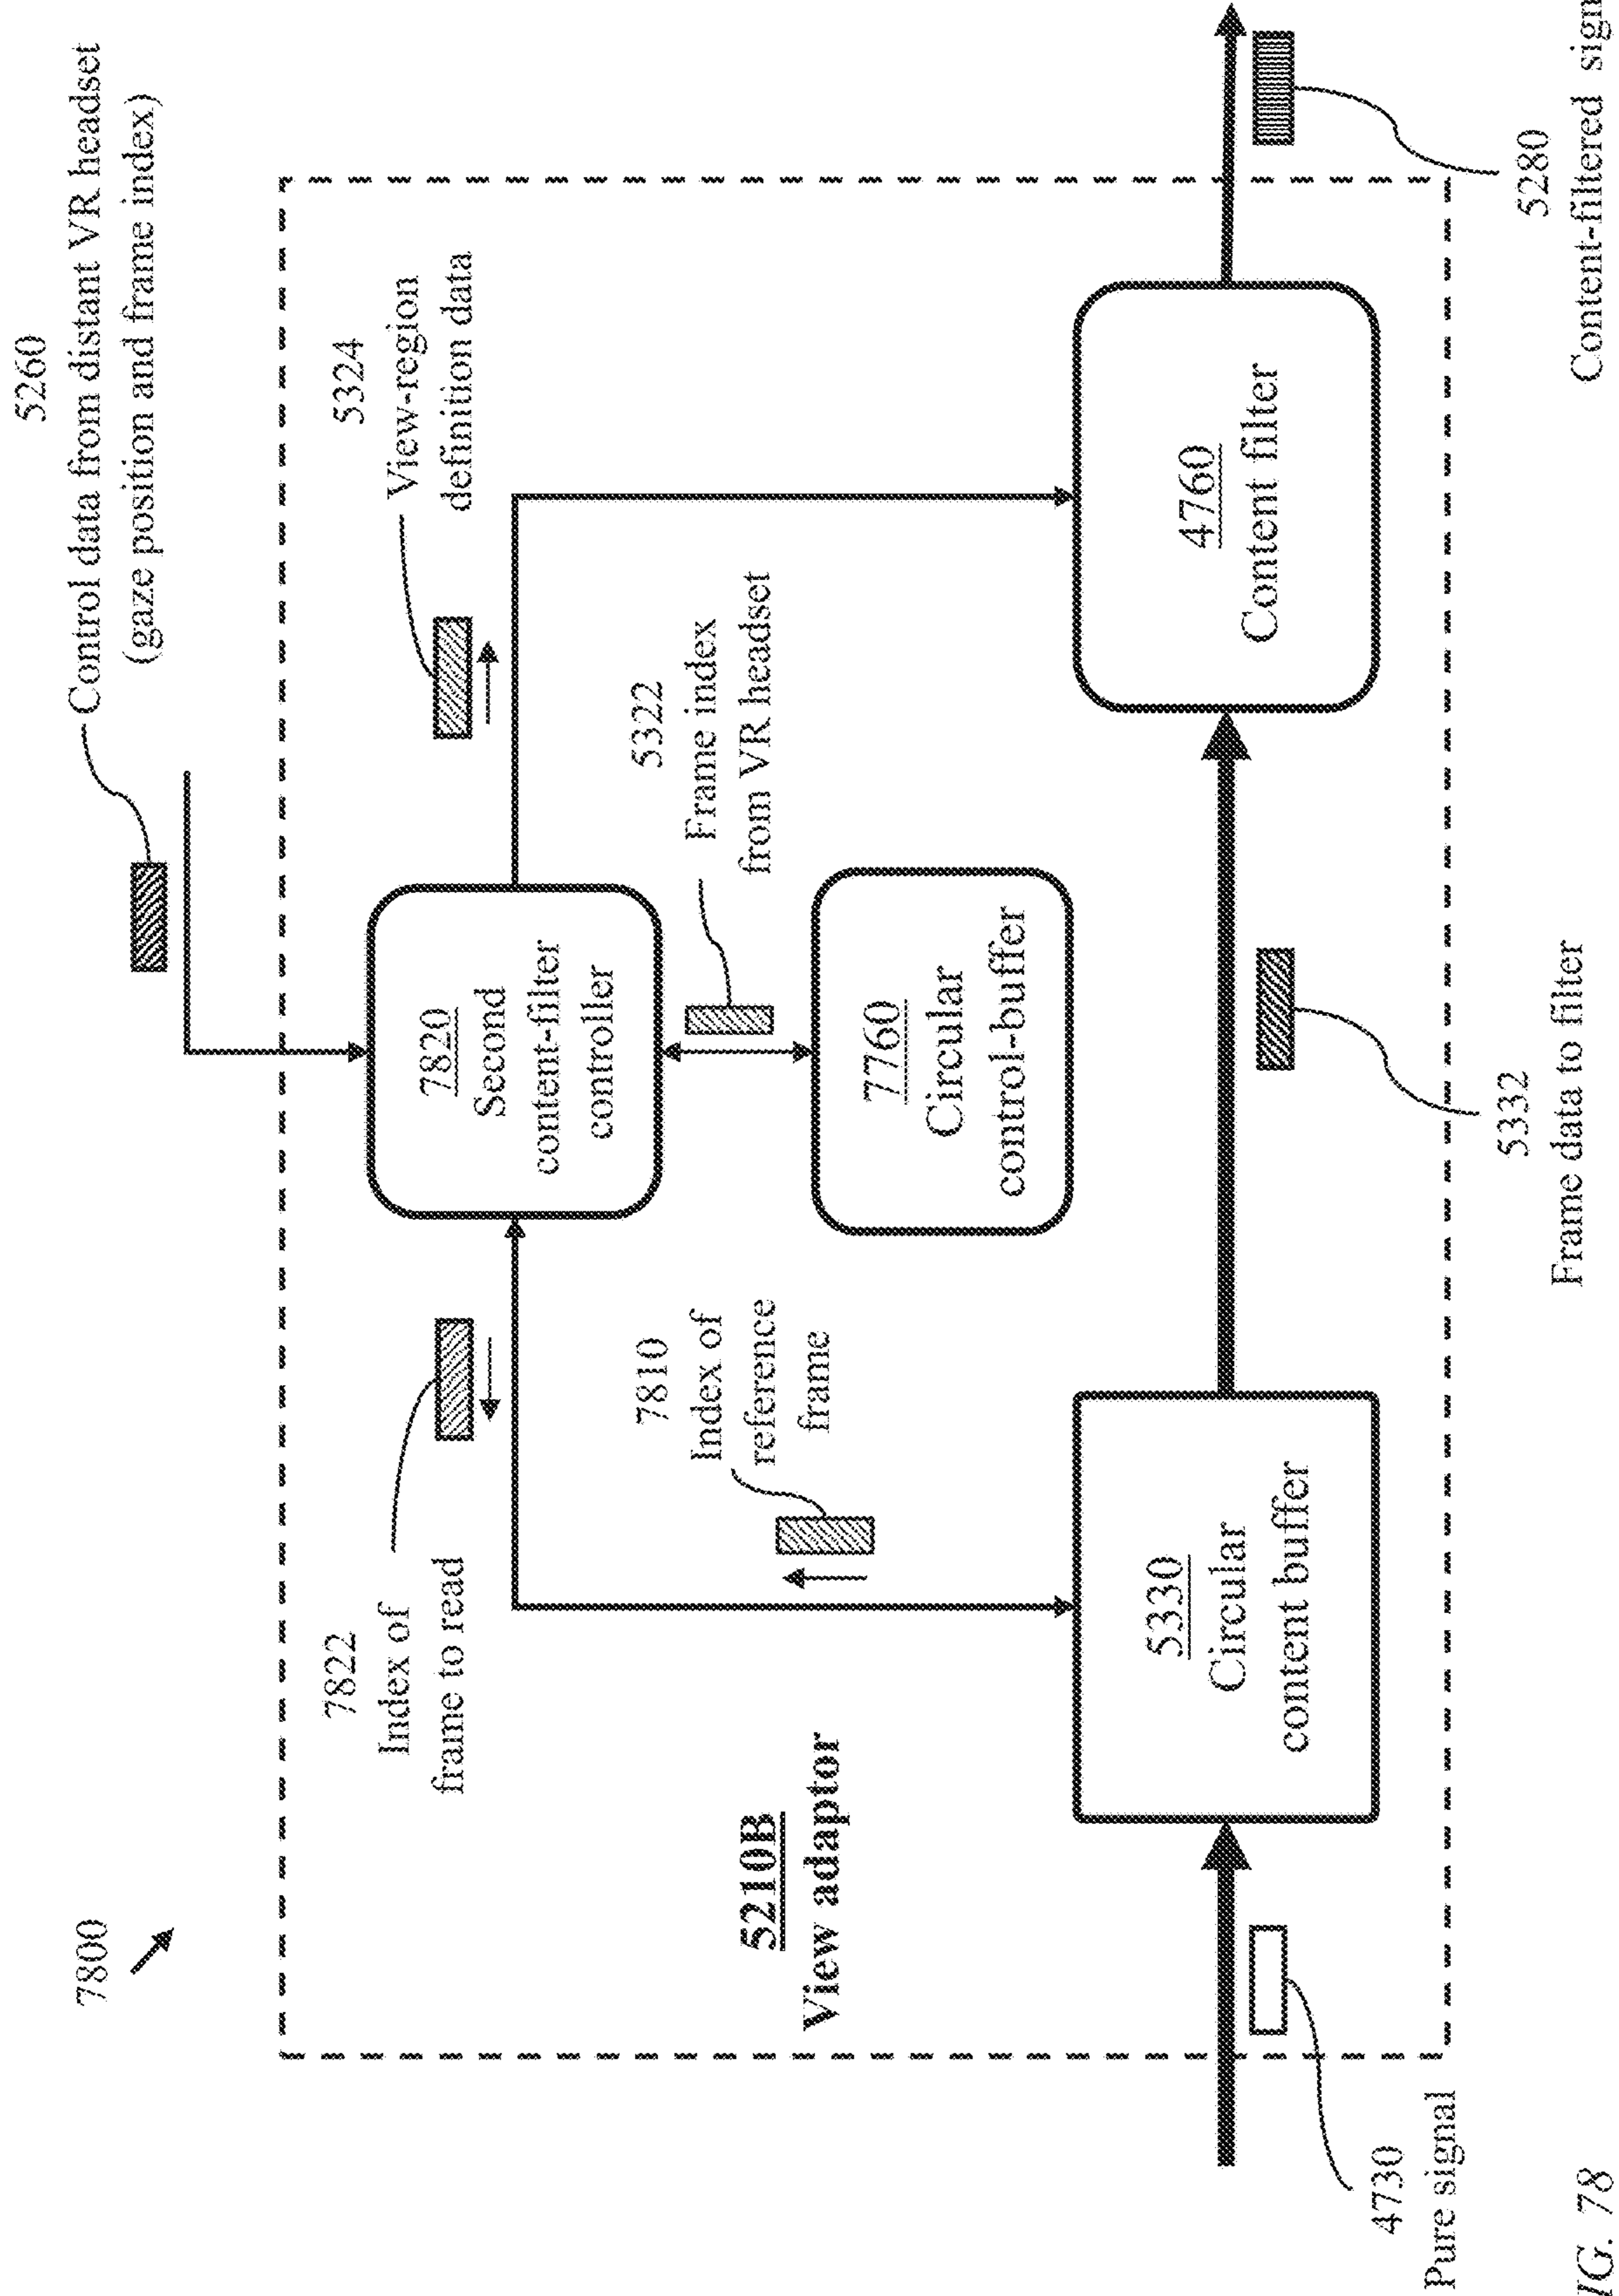 7800
5260
Control data from distant VR headset
(gaze position and frame index)
7822
Index of
frame to read
5324
View-region
definition data
7820
Second
content-filter
controller
5322
Frame index
from VR headset
7810
Index of
reference
frame
5210B
View adaptor
7760
Circular
control-buffer
5330
Circular
content buffer
4760
Content filter
4730
Pure signal
5332
Frame data to filter
5280
Content-filtered sign
IG. 78